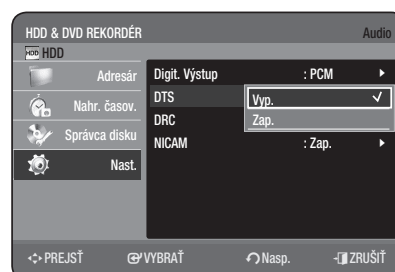 HDD & DVD REKORDÉR Audio
HDD HDD
Adresár
Nahr. časov.
Správca disku
Nast.
Digit. Výstup : PCM
DTS
DRC
NICAM : Zap.
Vyp.
Zap.
PREJSŤ VYBRAŤ Nasp. ZRUŠIŤ